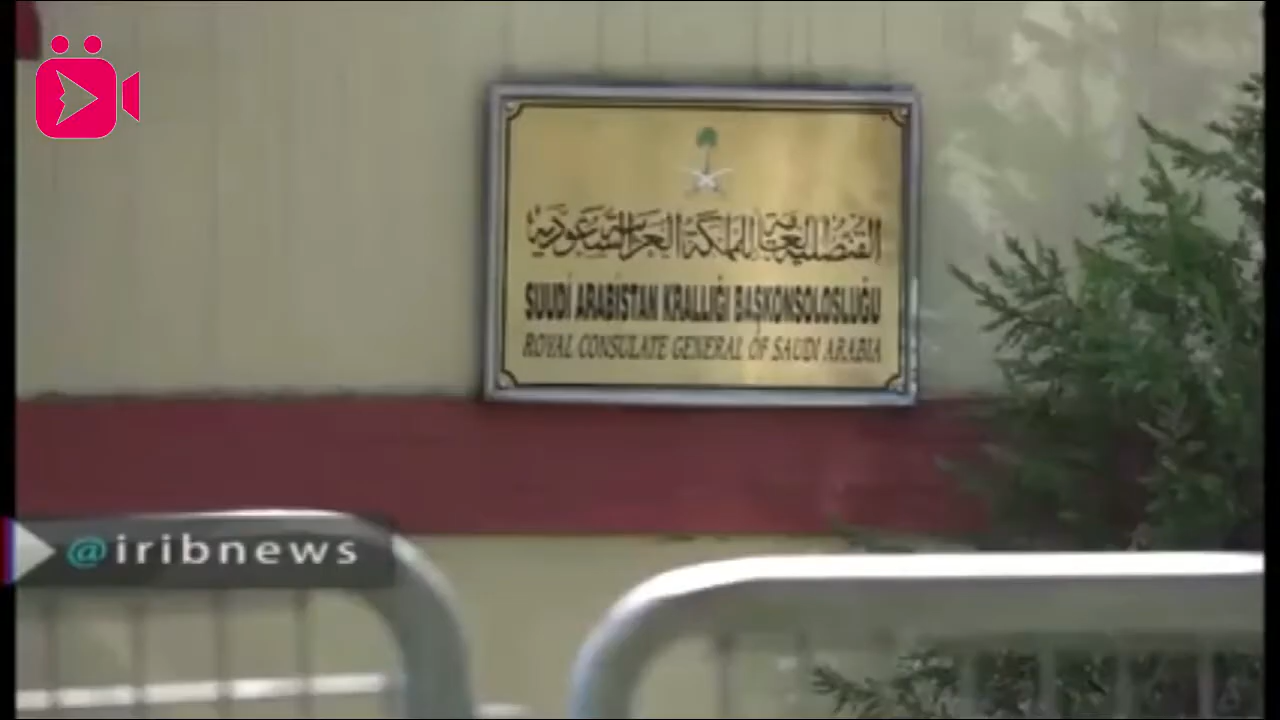 القنصلية العامة للمملكة العربية السعودية
SUUDİ ARABİSTAN KRALLIĞI BAŞKONSOLOSLUĞU
ROYAL CONSULATE GENERAL OF SAUDI ARABIA
@iribnews